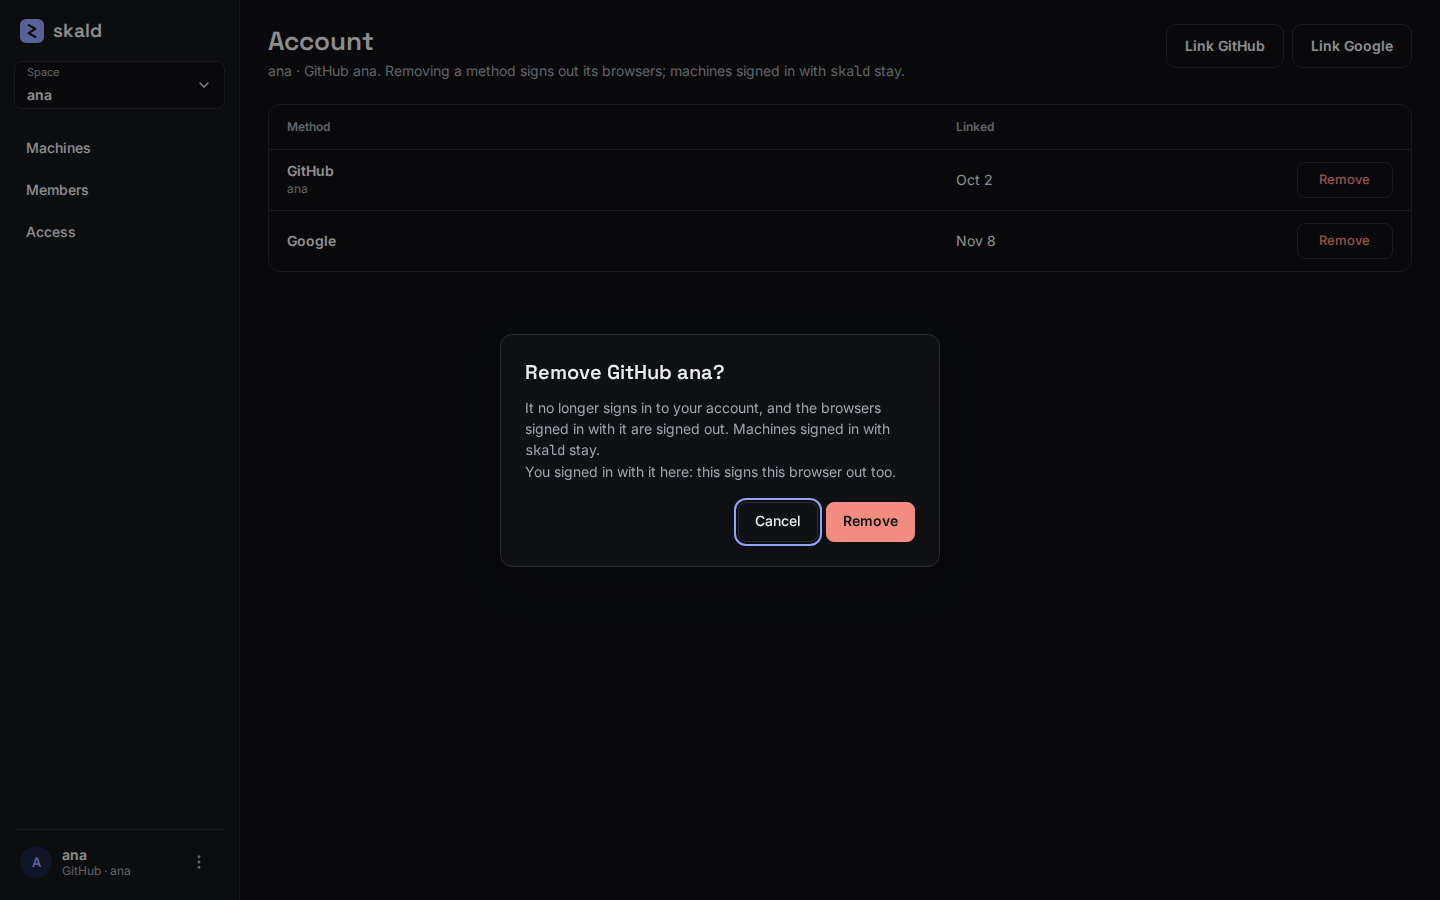 skald
Space
ana
Machines
Members
Access
Account
ana · GitHub ana. Removing a method signs out its browsers; machines signed in with skald stay.
Link GitHub
Link Google
Method
Linked
GitHub
ana
Oct 2
Remove
Google
Nov 8
Remove
Remove GitHub ana?
It no longer signs in to your account, and the browsers
signed in with it are signed out. Machines signed in with
skald stay.
You signed in with it here: this signs this browser out too.
Cancel
Remove
A
ana
GitHub · ana